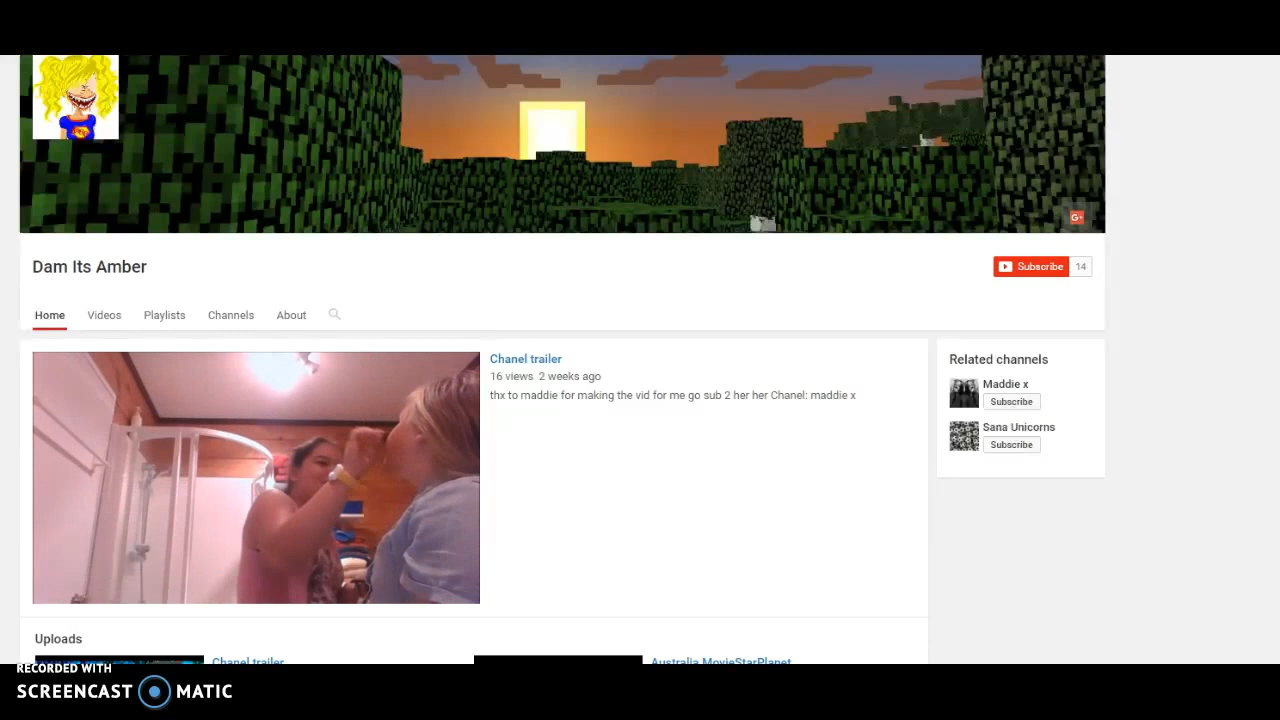 G+
Dam Its Amber
Subscribe 14
Home Videos Playlists Channels About
Chanel trailer
16 views 2 weeks ago
thx to maddie for making the vid for me go sub 2 her her Chanel: maddie x
Related channels
Maddie x
Subscribe
Sana Unicorns
Subscribe
Uploads
Chanel trailer Australia MovieStarPlanet
RECORDED WITH
SCREENCAST MATIC